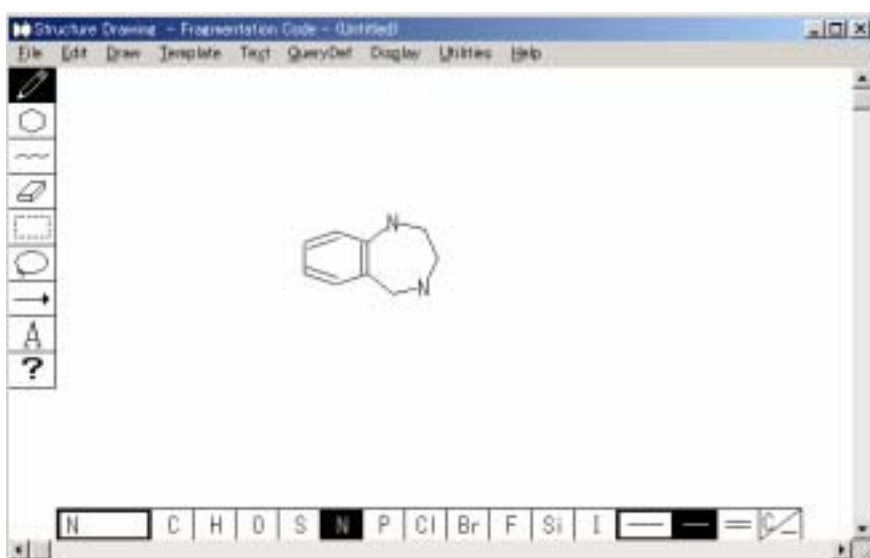 Structure Drawing - Fragmentation Code - (Untitled)
File Edit Draw Template Text QueryDef Display Utilities Help
A
?
N
N
N C H O S N P Cl Br F Si I